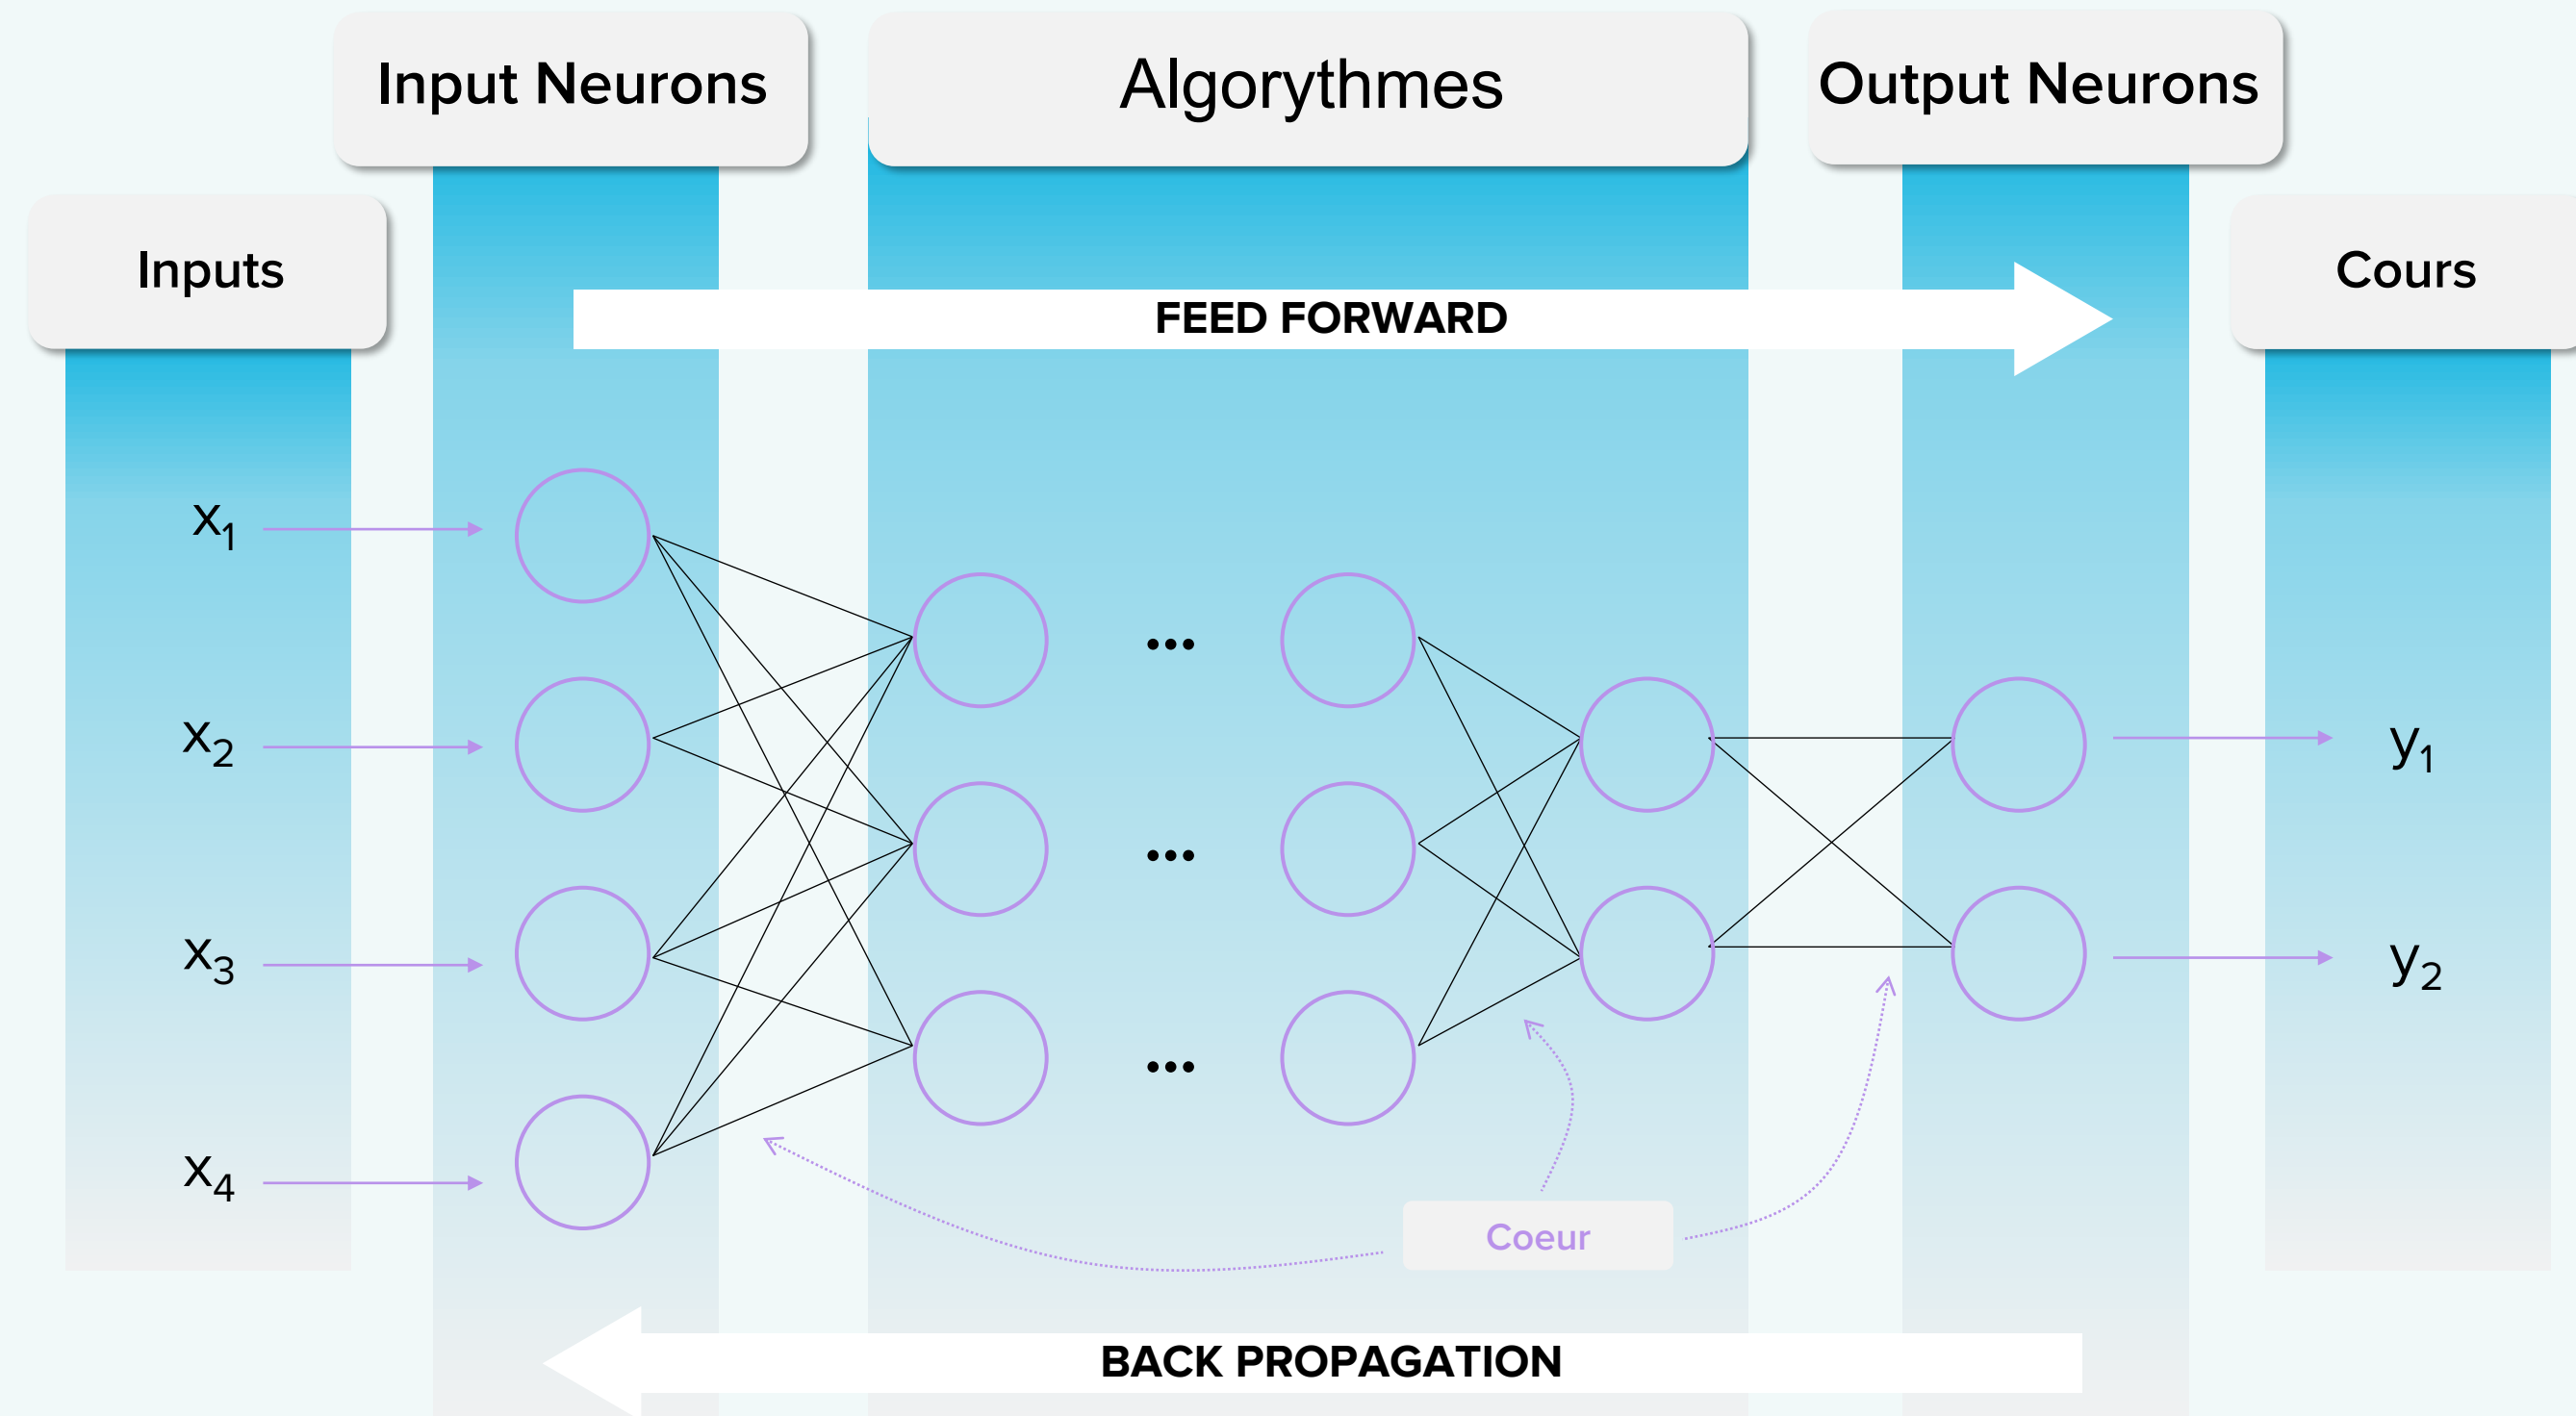 Input Neurons
Algorythmes
Output Neurons
Inputs
Cours
FEED FORWARD
x1
x2
x3
x4
...
...
...
y1
y2
Coeur
BACK PROPAGATION